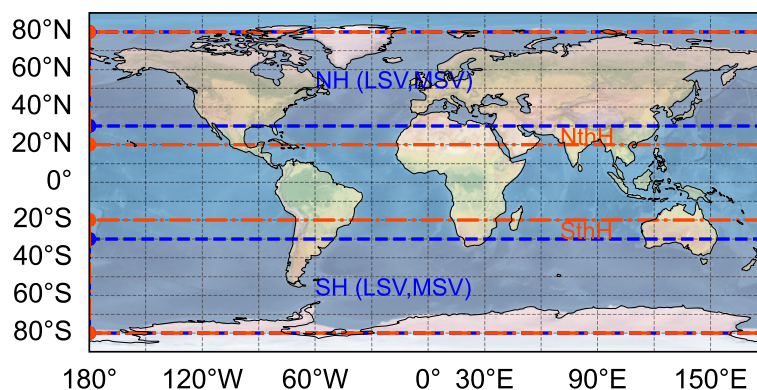 80°N
60°N
NH (LSV,MSV)
40°N
NthH
20°N
0°
20°S
SthH
40°S
SH (LSV,MSV)
60°S
80°S
180° 120°W 60°W 0° 30°E 90°E 150°E